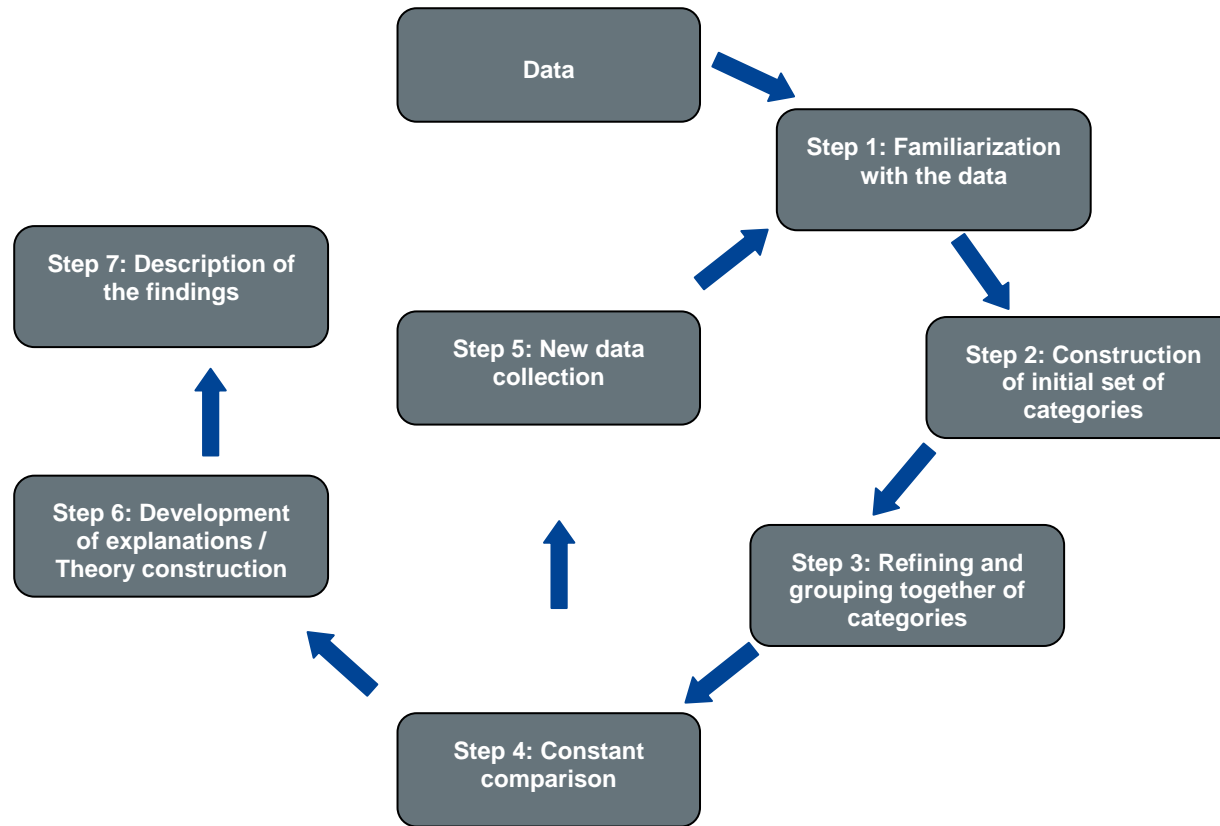 Data
Step 1: Familiarization
with the data
Step 2: Construction
of initial set of
categories
Step 3: Refining and
grouping together of
categories
Step 4: Constant
comparison
Step 5: New data
collection
Step 6: Development
of explanations /
Theory construction
Step 7: Description of
the findings